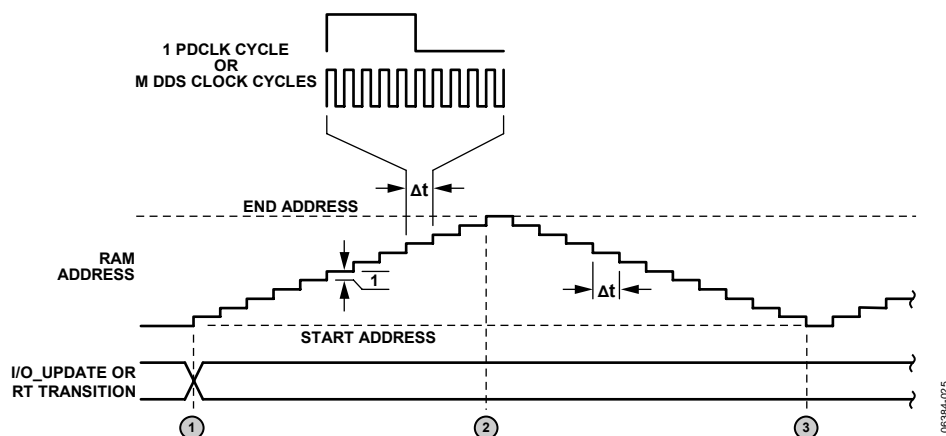 1 PDCLK CYCLE
OR
M DDS CLOCK CYCLES
Δt
END ADDRESS
RAM
ADDRESS
1
Δt
START ADDRESS
I/O_UPDATE OR
RT TRANSITION
1
2
3
06384-025